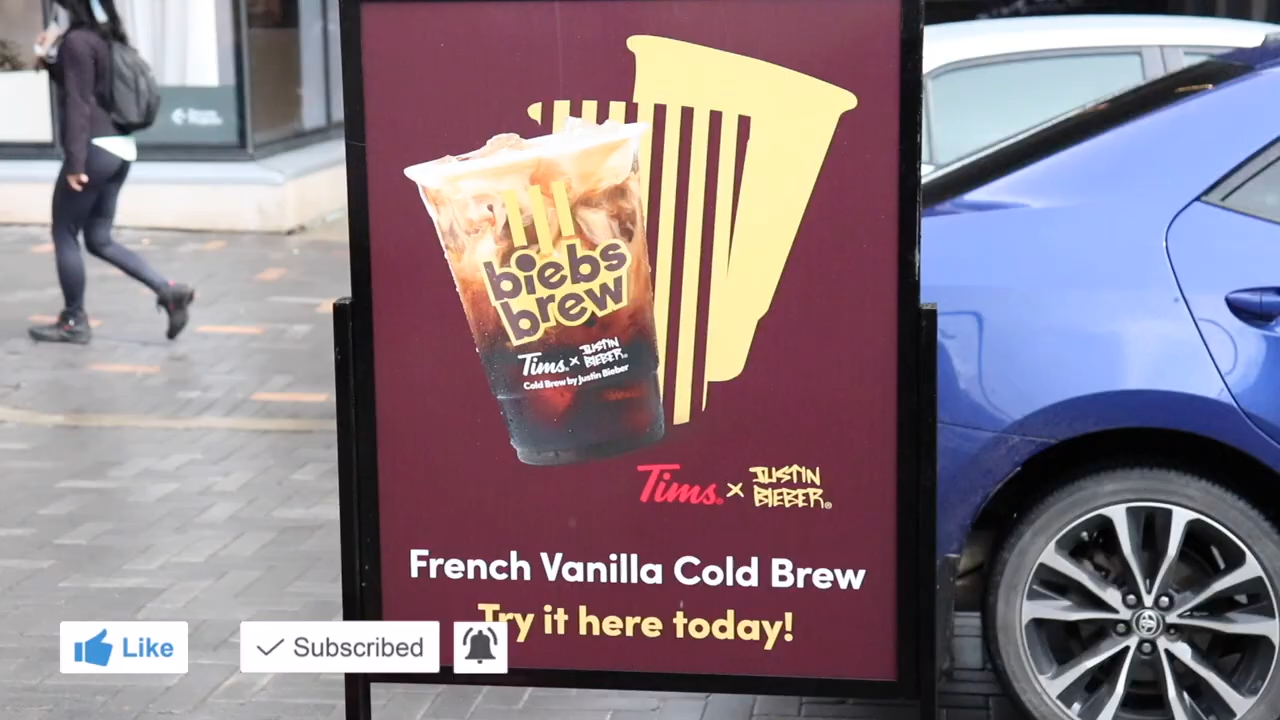 biebs
brew
Tims. x JUSTIN BIEBER®
Cold Brew by Justin Bieber
Tims. x JUSTIN BIEBER®
French Vanilla Cold Brew
Try it here today!
Like
Subscribed